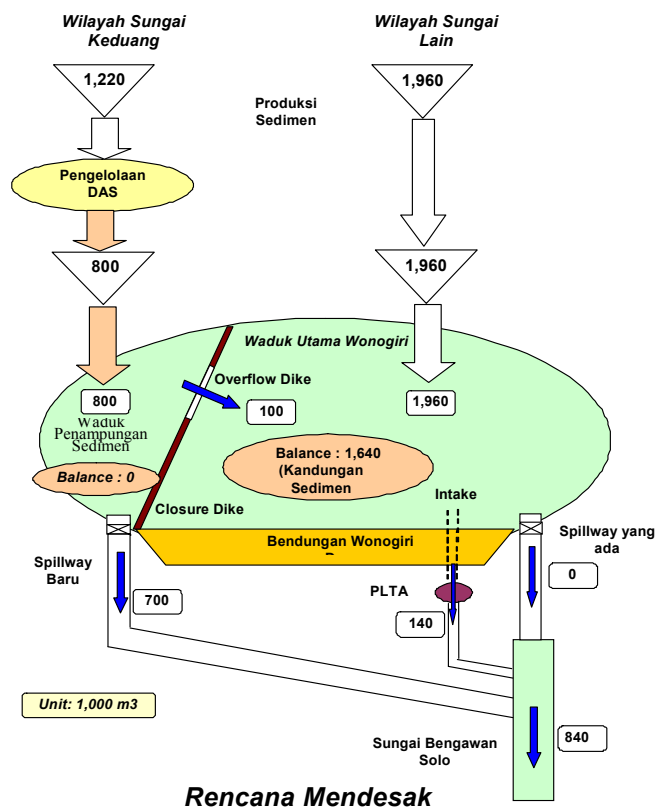 Wilayah Sungai
Keduang
Wilayah Sungai
Lain
1,220
1,960
Produksi
Sedimen
Pengelolaan
DAS
800
1,960
Waduk Utama Wonogiri
Overflow Dike
800
100
1,960
Waduk
Penampungan
Sedimen
Balance : 0
Balance : 1,640
(Kandungan
Sedimen
Intake
Closure Dike
Bendungan Wonogiri
Spillway yang
ada
Spillway
Baru
PLTA
0
700
140
Unit: 1,000 m3
Sungai Bengawan
Solo
840
Rencana Mendesak